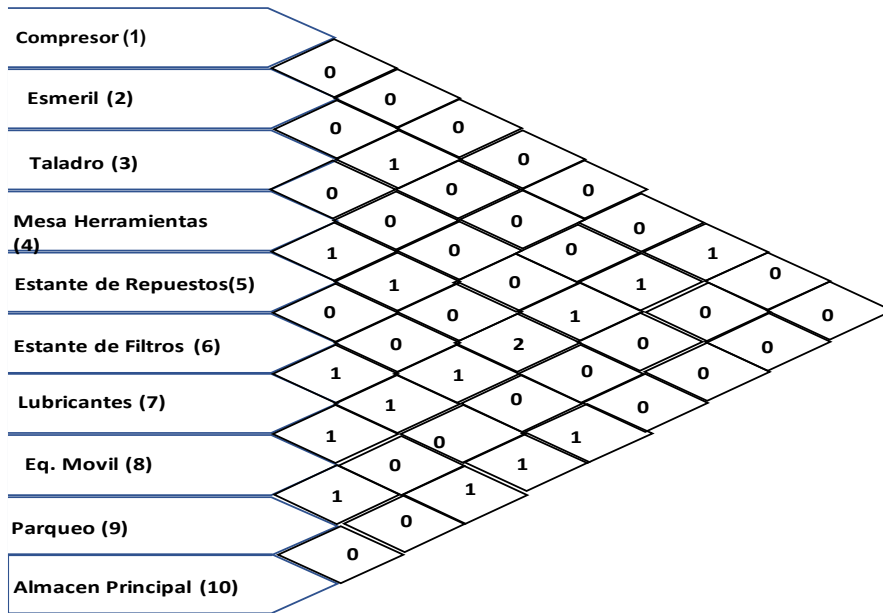 Compresor (1)
0
Esmeril (2) 0
0 0
Taladro (3) 1 0
0 0 0
Mesa Herramientas 0 0 0
(4) 1 0 0 1
Estante de Repuestos(5) 1 0 1 0
0 0 1 0 0
Estante de Filtros (6) 0 2 0 0
1 1 0 0
Lubricantes (7) 1 0 0
1 0 1
Eq. Movil (8) 0 1
1 1
Parqueo (9) 0
0
Almacen Principal (10)